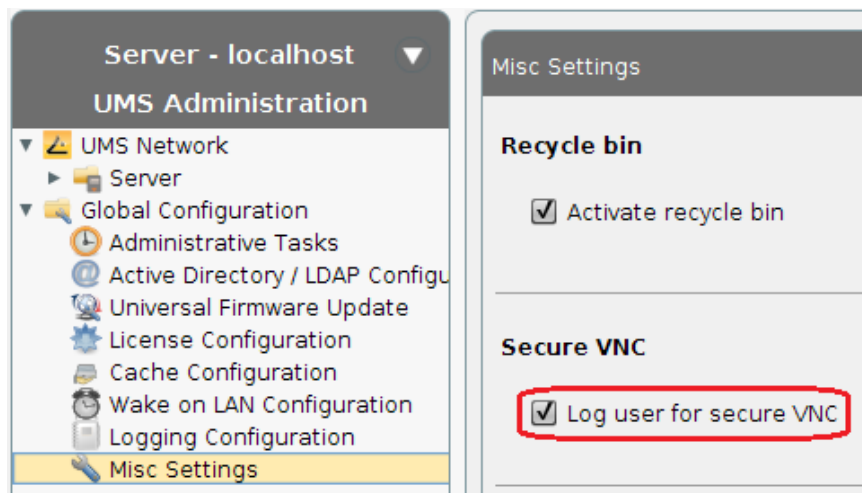 Server - localhost
UMS Administration
UMS Network
Server
Global Configuration
Administrative Tasks
Active Directory / LDAP Configu
Universal Firmware Update
License Configuration
Cache Configuration
Wake on LAN Configuration
Logging Configuration
Misc Settings
Misc Settings
Recycle bin
Activate recycle bin
Secure VNC
Log user for secure VNC